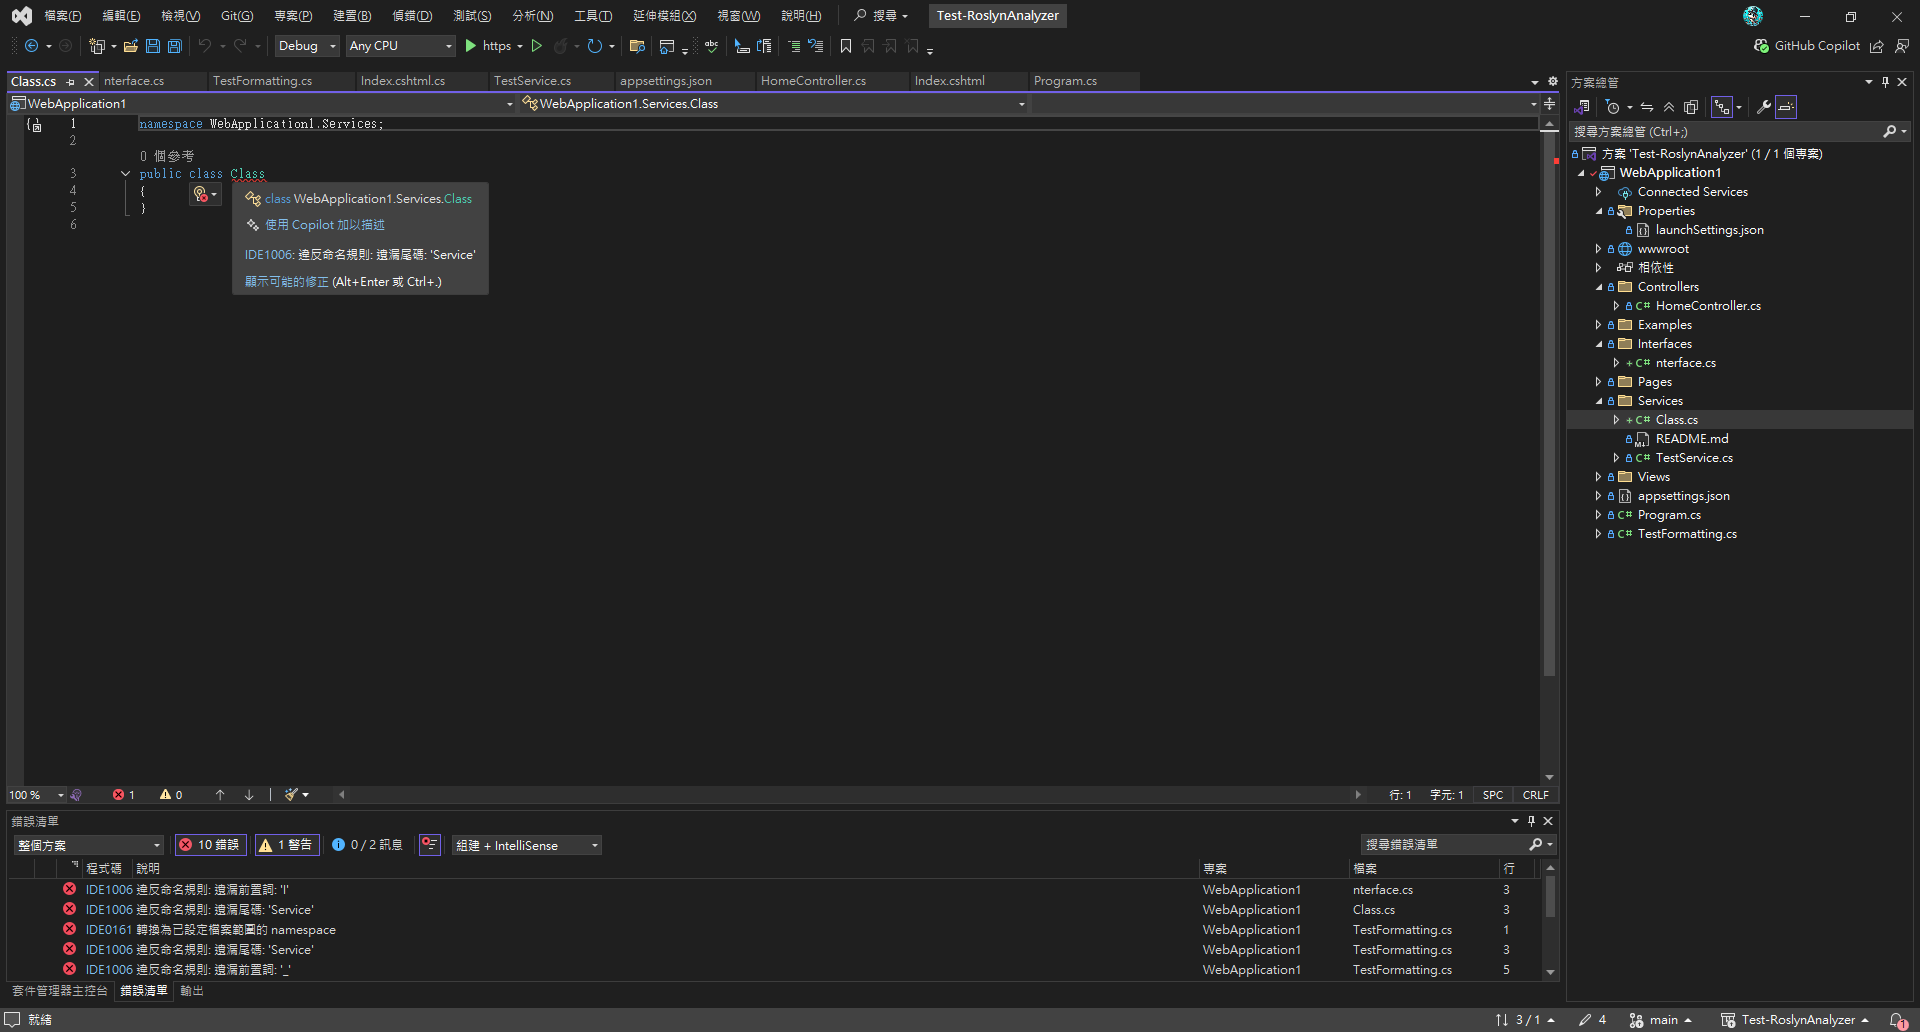 檔案(F) 編輯(E) 檢視(V) Git(G) 專案(P) 建置(B) 偵錯(D) 測試(S) 分析(N) 工具(T) 延伸模組(X) 視窗(W) 說明(H) 搜尋 Test-RoslynAnalyzer
Debug Any CPU https GitHub Copilot
Class.cs nterface.cs TestFormatting.cs Index.cshtml.cs TestService.cs appsettings.json HomeController.cs Index.cshtml Program.cs
WebApplication1 WebApplication1.Services.Class
1 namespace WebApplication1.Services;
2
0 個參考
3 public class Class
4 {
5 }
6
class WebApplication1.Services.Class
使用 Copilot 加以描述
IDE1006: 違反命名規則: 遺漏尾碼: 'Service'
顯示可能的修正 (Alt+Enter 或 Ctrl+.)
100 % 1 0 行: 1 字元: 1 SPC CRLF
錯誤清單
整個方案 10 錯誤 1 警告 0 / 2 訊息 組建 + IntelliSense 搜尋錯誤清單
程式碼 說明 專案 檔案 行
IDE1006 違反命名規則: 遺漏前置詞: 'I' WebApplication1 nterface.cs 3
IDE1006 違反命名規則: 遺漏尾碼: 'Service' WebApplication1 Class.cs 3
IDE0161 轉換為已設定檔案範圍的 namespace WebApplication1 TestFormatting.cs 1
IDE1006 違反命名規則: 遺漏尾碼: 'Service' WebApplication1 TestFormatting.cs 3
IDE1006 違反命名規則: 遺漏前置詞: '_' WebApplication1 TestFormatting.cs 5
套件管理器主控台 錯誤清單 輸出
方案總管
搜尋方案總管 (Ctrl+;)
方案 'Test-RoslynAnalyzer' (1 / 1 個專案)
WebApplication1
Connected Services
Properties
launchSettings.json
wwwroot
相依性
Controllers
C# HomeController.cs
Examples
Interfaces
C# nterface.cs
Pages
Services
C# Class.cs
README.md
C# TestService.cs
Views
appsettings.json
C# Program.cs
C# TestFormatting.cs
就緒 3 / 1 4 main Test-RoslynAnalyzer 1